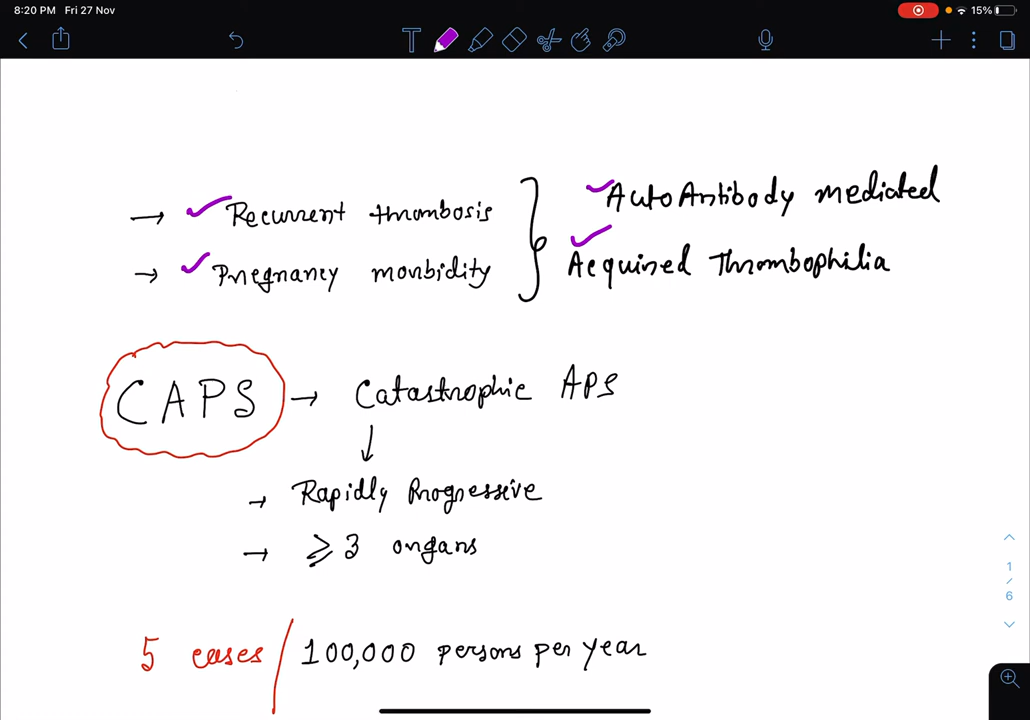 8:20 PM Fri 27 Nov
15%
→ Recurrent thrombosis
→ Pregnancy morbidity
AutoAntibody mediated
Acquired Thrombophilia
CAPS → Catastrophic APS
↓
→ Rapidly Progressive
→ ≥3 organs
5 cases / 100,000 persons per year
1
/
6